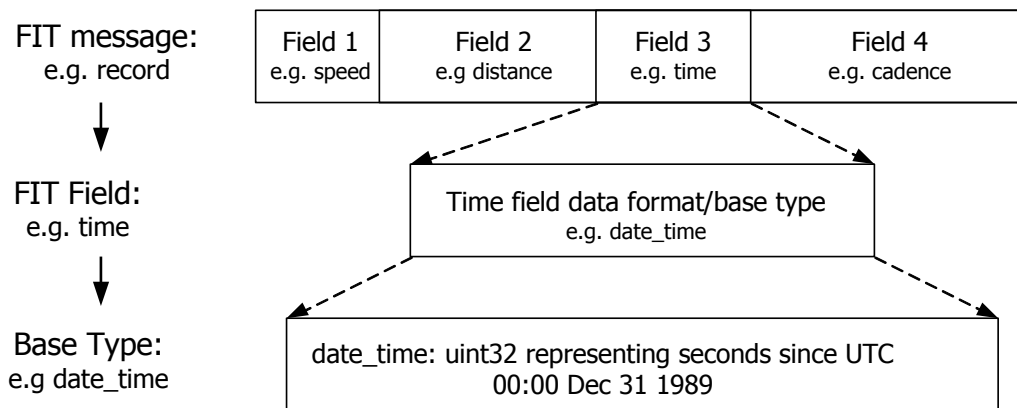 FIT message:
e.g. record
Field 1
e.g. speed
Field 2
e.g distance
Field 3
e.g. time
Field 4
e.g. cadence
FIT Field:
e.g. time
Time field data format/base type
e.g. date_time
Base Type:
e.g date_time
date_time: uint32 representing seconds since UTC
00:00 Dec 31 1989